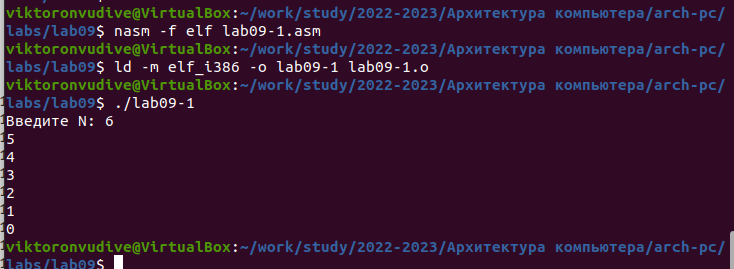 viktoronvudive@VirtualBox:~/work/study/2022-2023/Архитектура компьютера/arch-pc/
labs/lab09$ nasm -f elf lab09-1.asm
viktoronvudive@VirtualBox:~/work/study/2022-2023/Архитектура компьютера/arch-pc/
labs/lab09$ ld -m elf_i386 -o lab09-1 lab09-1.o
viktoronvudive@VirtualBox:~/work/study/2022-2023/Архитектура компьютера/arch-pc/
labs/lab09$ ./lab09-1
Введите N: 6
5
4
3
2
1
0
viktoronvudive@VirtualBox:~/work/study/2022-2023/Архитектура компьютера/arch-pc/
labs/lab09$